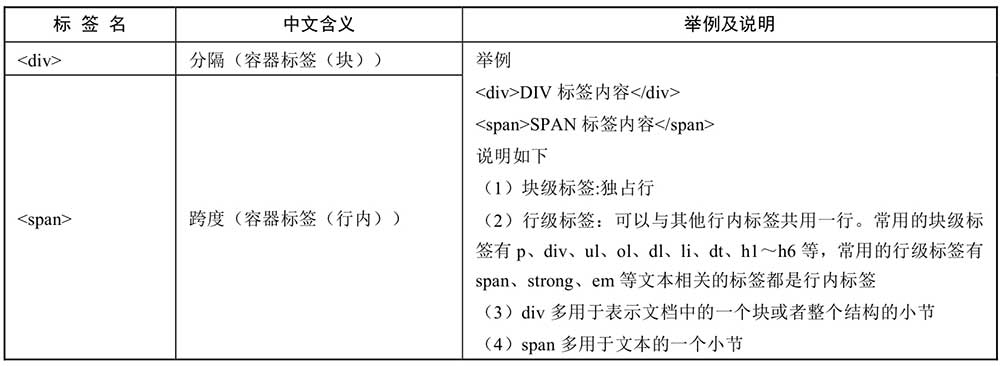 标 签 名 中文含义 举例及说明
<div> 分隔（容器标签（块））
<span> 跨度（容器标签（行内））
举例
<div>DIV 标签内容</div>
<span>SPAN 标签内容</span>
说明如下
（1）块级标签:独占行
（2）行级标签：可以与其他行内标签共用一行。常用的块级标
签有 p、div、ul、ol、dl、li、dt、h1～h6 等，常用的行级标签有
span、strong、em 等文本相关的标签都是行内标签
（3）div 多用于表示文档中的一个块或者整个结构的小节
（4）span 多用于文本的一个小节